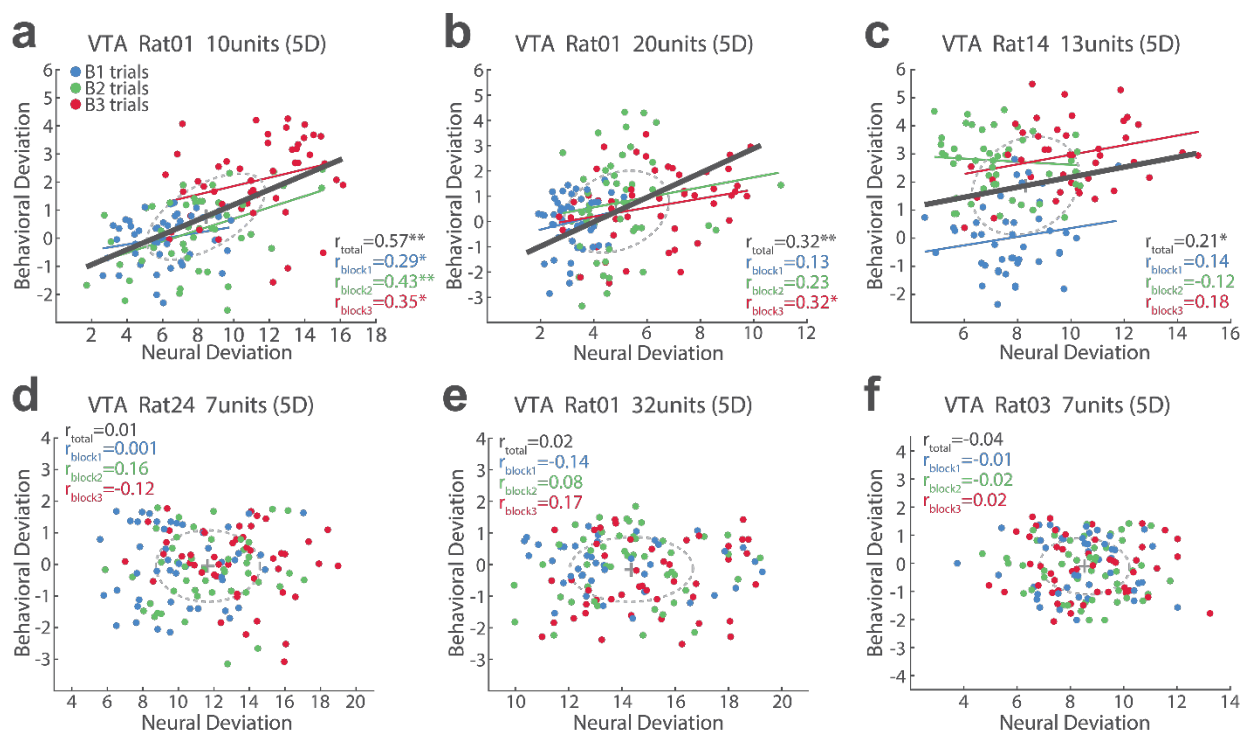 a
VTA Rat01 10units (5D)
B1 trials
B2 trials
B3 trials
Behavioral Deviation
6
5
4
3
2
1
0
-1
-2
r_total=0.57**
r_block1=0.29*
r_block2=0.43**
r_block3=0.35*
2 4 6 8 10 12 14 16 18
Neural Deviation
b
VTA Rat01 20units (5D)
Behavioral Deviation
6
5
4
3
2
1
0
-1
-2
-3
r_total=0.32**
r_block1=0.13
r_block2=0.23
r_block3=0.32*
2 4 6 8 10 12
Neural Deviation
c
VTA Rat14 13units (5D)
Behavioral Deviation
6
5
4
3
2
1
0
-1
-2
r_total=0.21*
r_block1=0.14
r_block2=-0.12
r_block3=0.18
6 8 10 12 14 16
Neural Deviation
d
VTA Rat24 7units (5D)
r_total=0.01
r_block1=0.001
r_block2=0.16
r_block3=-0.12
Behavioral Deviation
4
3
2
1
0
-1
-2
-3
4 6 8 10 12 14 16 18 20
Neural Deviation
e
VTA Rat01 32units (5D)
r_total=0.02
r_block1=-0.14
r_block2=0.08
r_block3=0.17
Behavioral Deviation
4
3
2
1
0
-1
-2
-3
10 12 14 16 18 20
Neural Deviation
f
VTA Rat03 7units (5D)
r_total=-0.04
r_block1=-0.01
r_block2=-0.02
r_block3=0.02
Behavioral Deviation
4
3
2
1
0
-1
-2
-3
-4
4 6 8 10 12 14
Neural Deviation